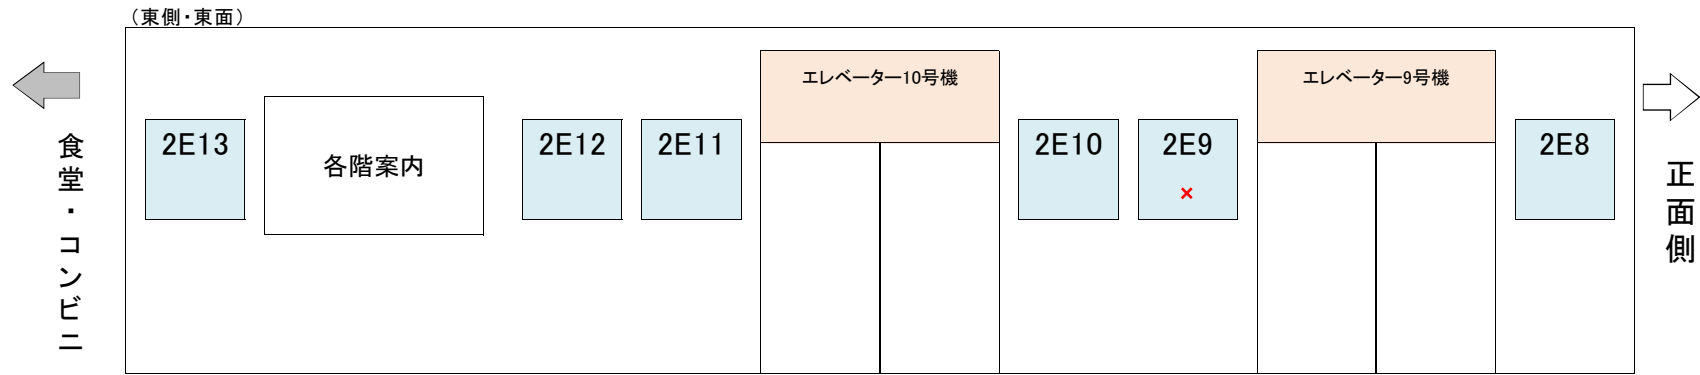 （東側・東面）
エレベーター10号機
エレベーター9号機
2E13
各階案内
2E12
2E11
2E10
2E9
×
2E8
食堂・コンビニ
正面側